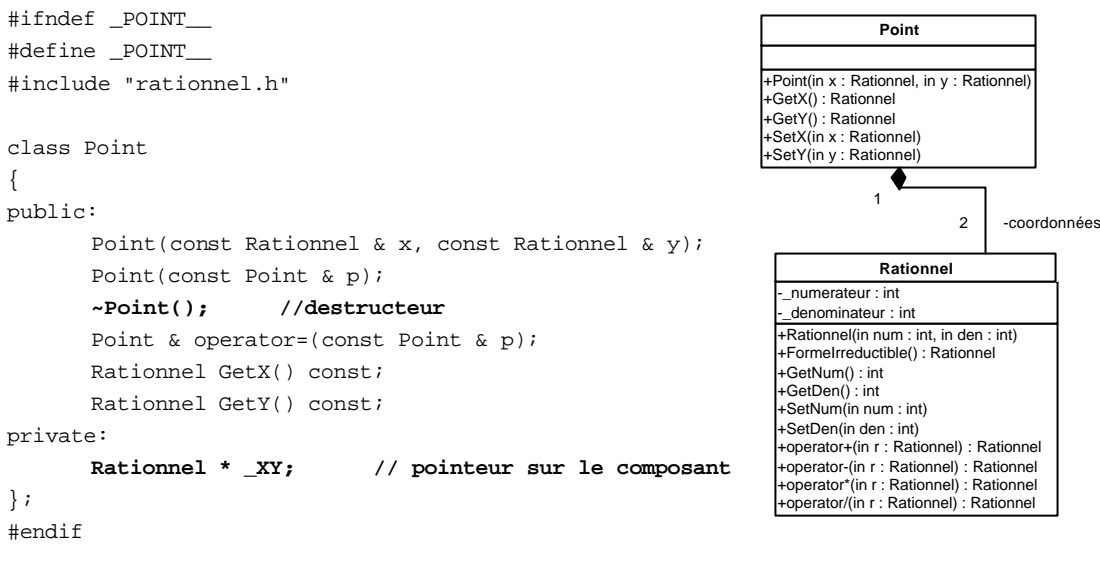 #ifndef _POINT__
#define _POINT__
#include "rationnel.h"
class Point
{
public:
Point(const Rationnel & x, const Rationnel & y);
Point(const Point & p);
~Point(); //destructeur
Point & operator=(const Point & p);
Rationnel GetX() const;
Rationnel GetY() const;
private:
Rationnel * _XY; // pointeur sur le composant
};
#endif
Point
+Point(in x : Rationnel, in y : Rationnel)
+GetX() : Rationnel
+GetY() : Rationnel
+SetX(in x : Rationnel)
+SetY(in y : Rationnel)
1
2 -coordonnées
Rationnel
-_numerateur : int
-_denominateur : int
+Rationnel(in num : int, in den : int)
+FormeIrreductible() : Rationnel
+GetNum() : int
+GetDen() : int
+SetNum(in num : int)
+SetDen(in den : int)
+operator+(in r : Rationnel) : Rationnel
+operator-(in r : Rationnel) : Rationnel
+operator*(in r : Rationnel) : Rationnel
+operator/(in r : Rationnel) : Rationnel